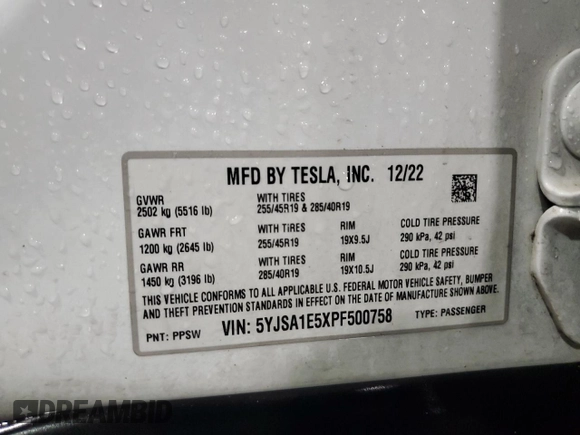 MFD BY TESLA, INC. 12/22
GVWR WITH TIRES
2502 kg (5516 lb) 255/45R19 & 285/40R19
GAWR FRT WITH TIRES RIM COLD TIRE PRESSURE
1200 kg (2645 lb) 255/45R19 19X9.5J 290 kPa, 42 psi
GAWR RR WITH TIRES RIM COLD TIRE PRESSURE
1450 kg (3196 lb) 285/40R19 19X10.5J 290 kPa, 42 psi
THIS VEHICLE CONFORMS TO ALL APPLICABLE U.S. FEDERAL MOTOR VEHICLE SAFETY, BUMPER
AND THEFT PREVENTION STANDARDS IN EFFECT ON THE DATE OF MANUFACTURE SHOWN ABOVE.
PNT: PPSW VIN: 5YJSA1E5XPF500758 TYPE: PASSENGER
DREAMBID